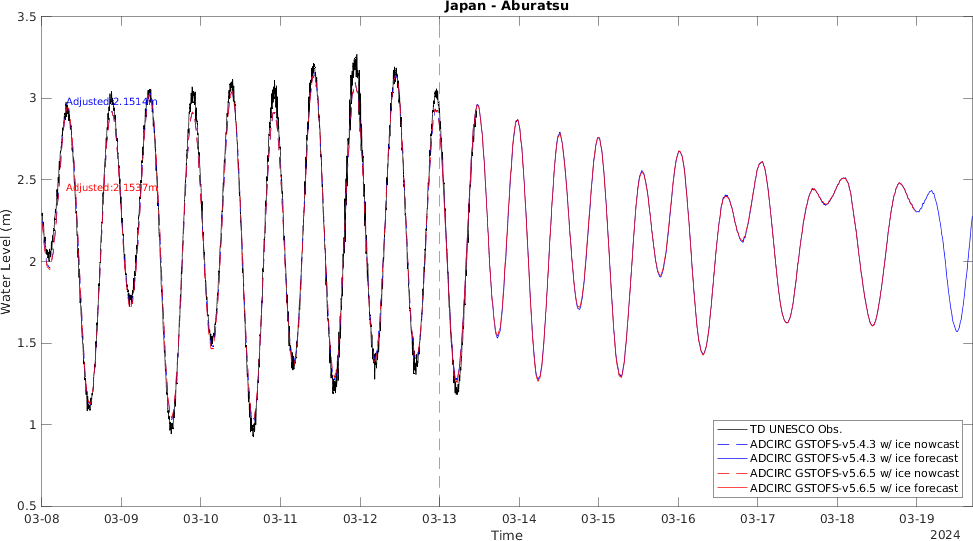 Japan - Aburatsu
3.5
3
2.5
2
1.5
1
0.5
Water Level (m)
Adjusted:2.1514m
Adjusted:2.1537m
TD UNESCO Obs.
ADCIRC GSTOFS-v5.4.3 w/ ice nowcast
ADCIRC GSTOFS-v5.4.3 w/ ice forecast
ADCIRC GSTOFS-v5.6.5 w/ ice nowcast
ADCIRC GSTOFS-v5.6.5 w/ ice forecast
03-08 03-09 03-10 03-11 03-12 03-13 03-14 03-15 03-16 03-17 03-18 03-19
Time
2024